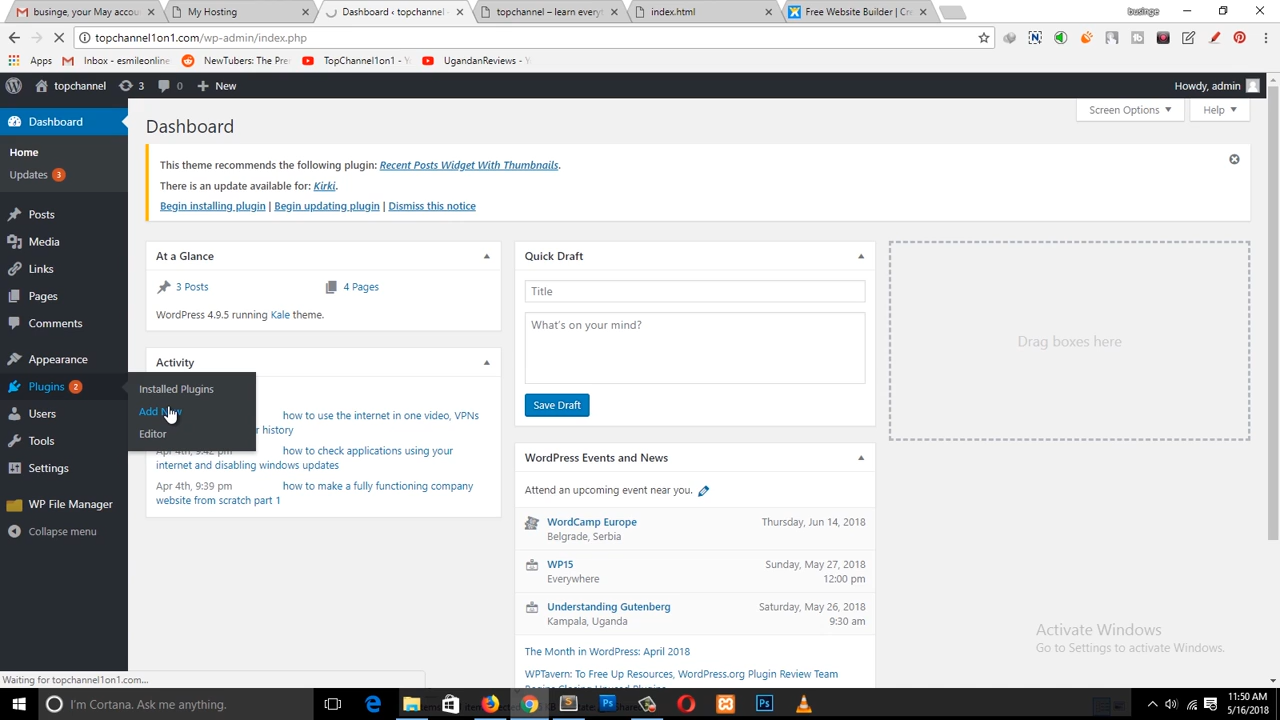 businge, your May accou
My Hosting
Dashboard ‹ topchannel -
topchannel – learn every
index.html
Free Website Builder | Cre
businge
topchannel1on1.com/wp-admin/index.php
Apps
Inbox - esmileonline
NewTubers: The Pre
TopChannel1on1 - Y
UgandanReviews - Y
topchannel
3
0
New
Howdy, admin
Dashboard
Home
Updates 3
Posts
Media
Links
Pages
Comments
Appearance
Plugins 2
Users
Tools
Settings
WP File Manager
Collapse menu
Installed Plugins
Add New
Editor
Dashboard
Screen Options
Help
This theme recommends the following plugin: Recent Posts Widget With Thumbnails.
There is an update available for: Kirki.
Begin installing plugin | Begin updating plugin | Dismiss this notice
At a Glance
3 Posts
4 Pages
WordPress 4.9.5 running Kale theme.
Activity
how to use the internet in one video, VPNs
history
Apr 4th, 9:42 pm how to check applications using your
internet and disabling windows updates
Apr 4th, 9:39 pm how to make a fully functioning company
website from scratch part 1
Quick Draft
Title
What's on your mind?
Save Draft
WordPress Events and News
Attend an upcoming event near you.
WordCamp Europe
Thursday, Jun 14, 2018
Belgrade, Serbia
WP15
Sunday, May 27, 2018
Everywhere
12:00 pm
Understanding Gutenberg
Saturday, May 26, 2018
Kampala, Uganda
9:30 am
The Month in WordPress: April 2018
WPTavern: To Free Up Resources, WordPress.org Plugin Review Team
Drag boxes here
Activate Windows
Go to Settings to activate Windows.
Waiting for topchannel1on1.com...
I'm Cortana. Ask me anything.
11:50 AM
5/16/2018